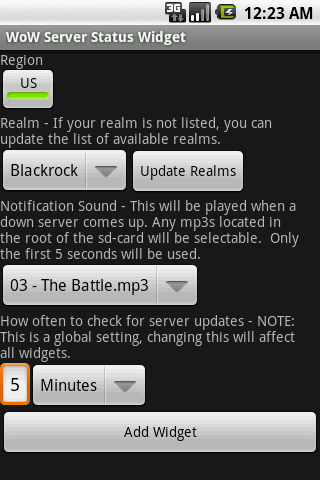 3G
12:23 AM
WoW Server Status Widget
Region
US
Realm - If your realm is not listed, you can
update the list of available realms.
Blackrock
Update Realms
Notification Sound - This will be played when a
down server comes up. Any mp3s located in
the root of the sd-card will be selectable.  Only
the first 5 seconds will be used.
03 - The Battle.mp3
How often to check for server updates - NOTE:
This is a global setting, changing this will affect
all widgets.
5
Minutes
Add Widget